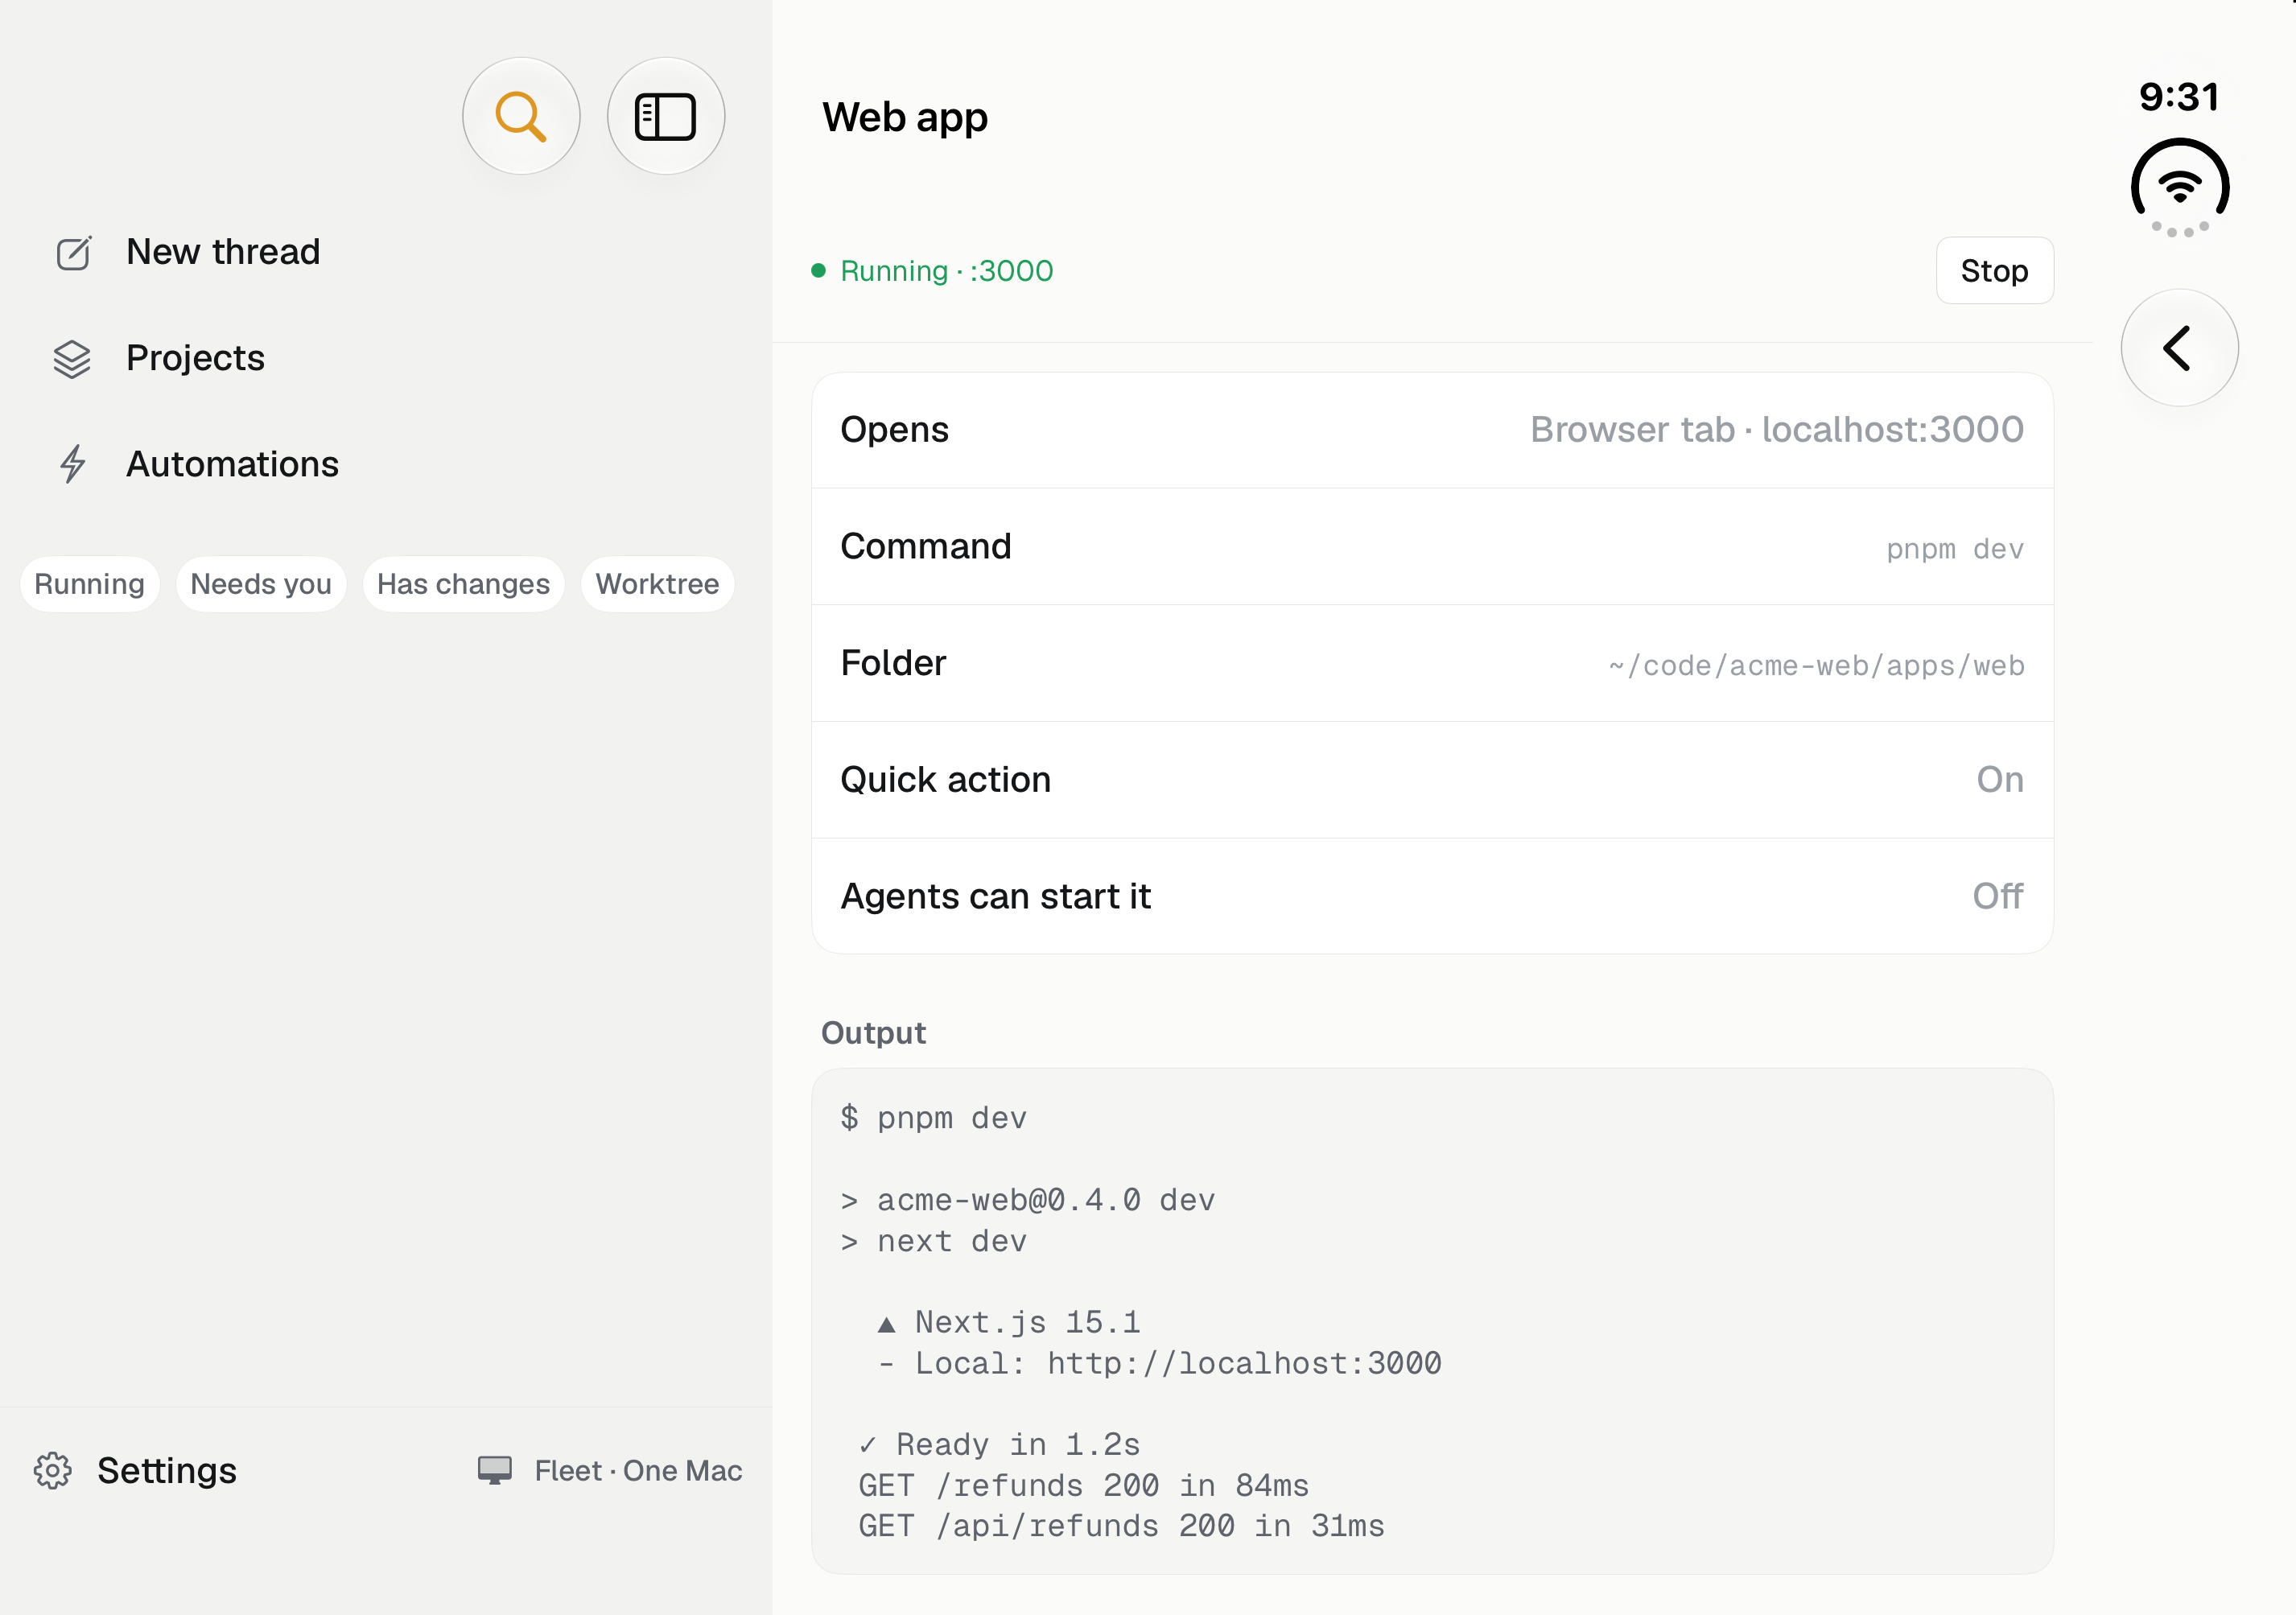 New thread
Projects
Automations
Running
Needs you
Has changes
Worktree
Settings
Fleet · One Mac
Web app
Running · :3000
Stop
Opens
Browser tab · localhost:3000
Command
pnpm dev
Folder
~/code/acme-web/apps/web
Quick action
On
Agents can start it
Off
Output
$ pnpm dev
> acme-web@0.4.0 dev
> next dev
▲ Next.js 15.1
- Local: http://localhost:3000
✓ Ready in 1.2s
GET /refunds 200 in 84ms
GET /api/refunds 200 in 31ms
9:31